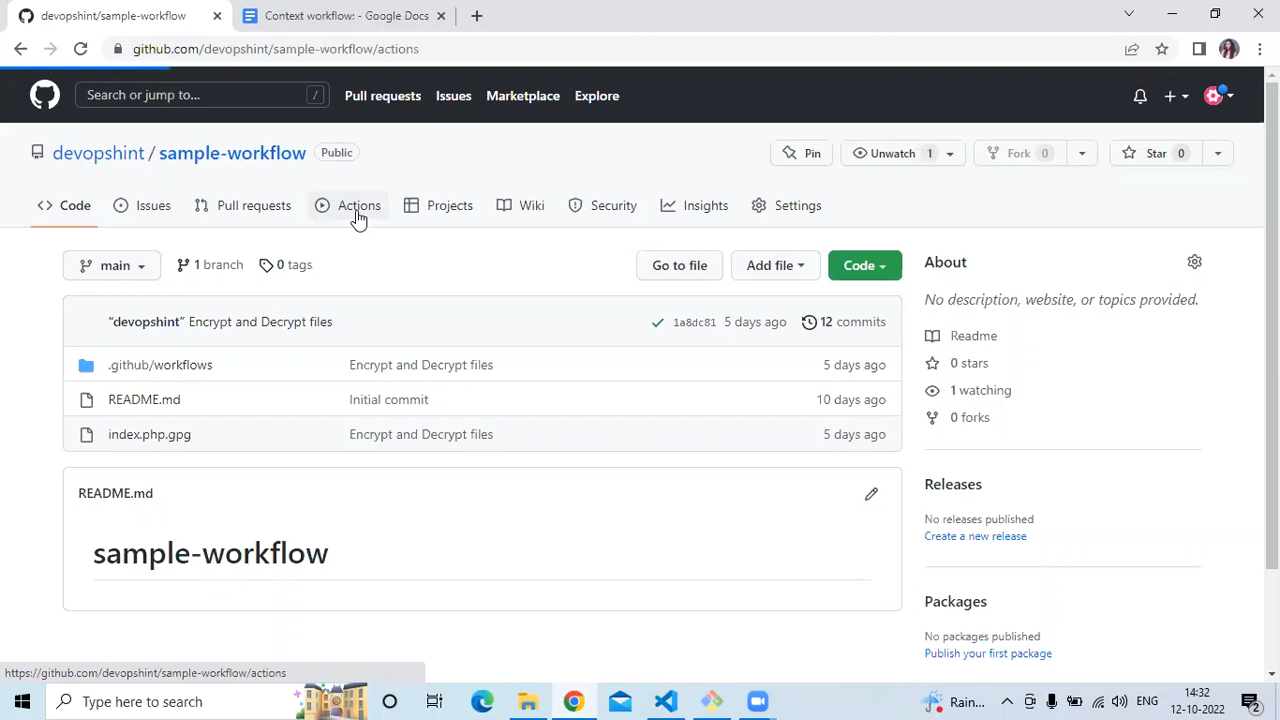 devopshint/sample-workflow
Context workflow: - Google Docs
github.com/devopshint/sample-workflow/actions
Search or jump to...
/
Pull requests
Issues
Marketplace
Explore
devopshint / sample-workflow
Public
Pin
Unwatch 1
Fork 0
Star 0
Code
Issues
Pull requests
Actions
Projects
Wiki
Security
Insights
Settings
main
1 branch
0 tags
Go to file
Add file
Code
"devopshint" Encrypt and Decrypt files
1a8dc81 5 days ago
12 commits
.github/workflows Encrypt and Decrypt files 5 days ago
README.md Initial commit 10 days ago
index.php.gpg Encrypt and Decrypt files 5 days ago
README.md
sample-workflow
About
No description, website, or topics provided.
Readme
0 stars
1 watching
0 forks
Releases
No releases published
Create a new release
Packages
No packages published
Publish your first package
https://github.com/devopshint/sample-workflow/actions
Type here to search
Rain...
ENG
14:32
12-10-2022
2